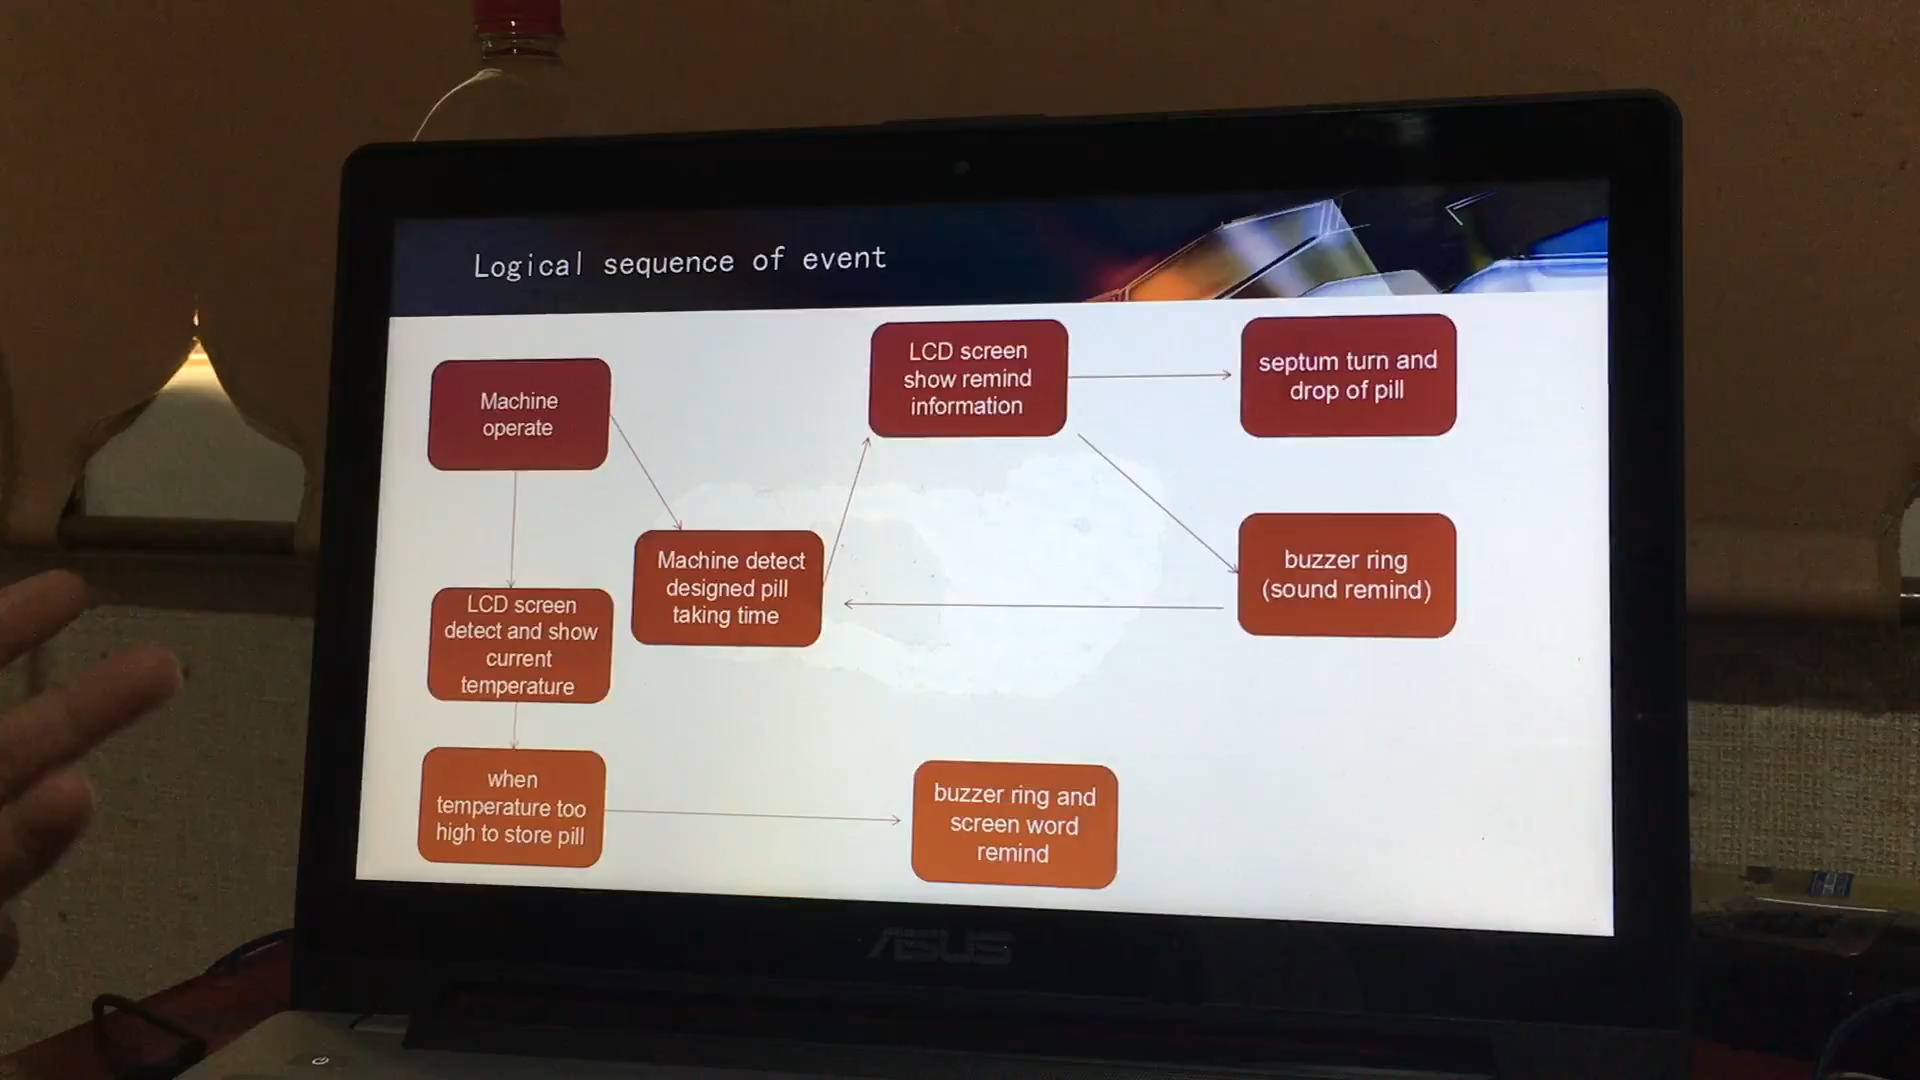 Logical sequence of event
Machine
operate
LCD screen
show remind
information
septum turn and
drop of pill
Machine detect
designed pill
taking time
buzzer ring
(sound remind)
LCD screen
detect and show
current
temperature
when
temperature too
high to store pill
buzzer ring and
screen word
remind
ASUS